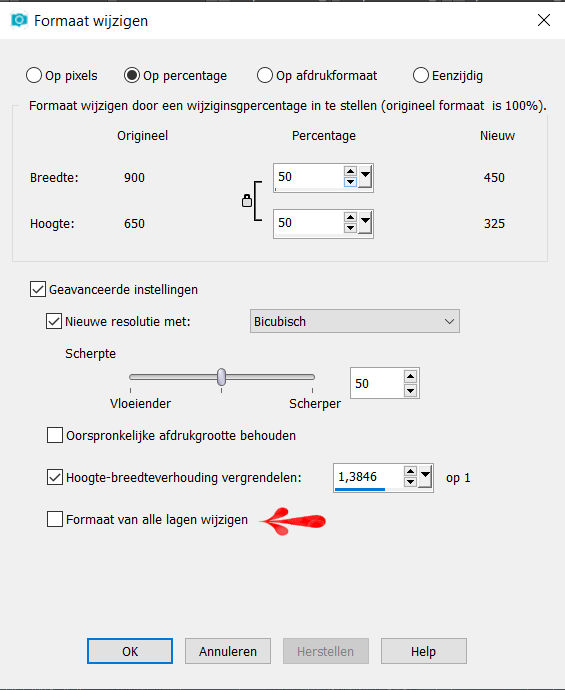 Formaat wijzigen
Op pixels Op percentage Op afdrukformaat Eenzijdig
Formaat wijzigen door een wijziginsgpercentage in te stellen (origineel formaat is 100%).
Origineel Percentage Nieuw
Breedte: 900 50 450
Hoogte: 650 50 325
Geavanceerde instellingen
Nieuwe resolutie met: Bicubisch
Scherpte
50
Vloeiender Scherper
Oorspronkelijke afdrukgrootte behouden
Hoogte-breedteverhouding vergrendelen: 1,3846 op 1
Formaat van alle lagen wijzigen
OK Annuleren Herstellen Help